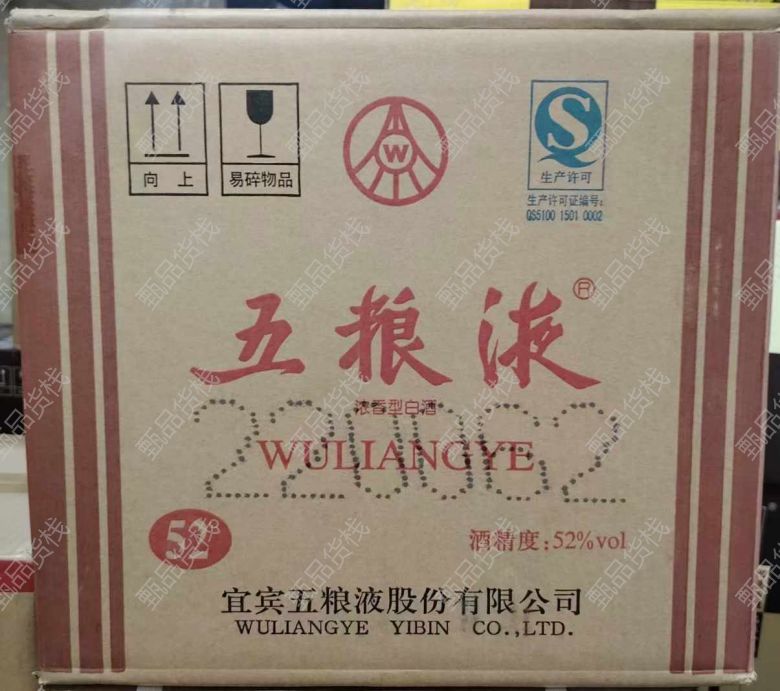 向 上
易碎物品
W
S
生产许可
生产许可证编号:
QS5100 1501 0002
五粮液®
浓香型白酒
WULIANGYE
220062
52
酒精度:52%vol
宜宾五粮液股份有限公司
WULIANGYE YIBIN CO.,LTD.
甄品货栈